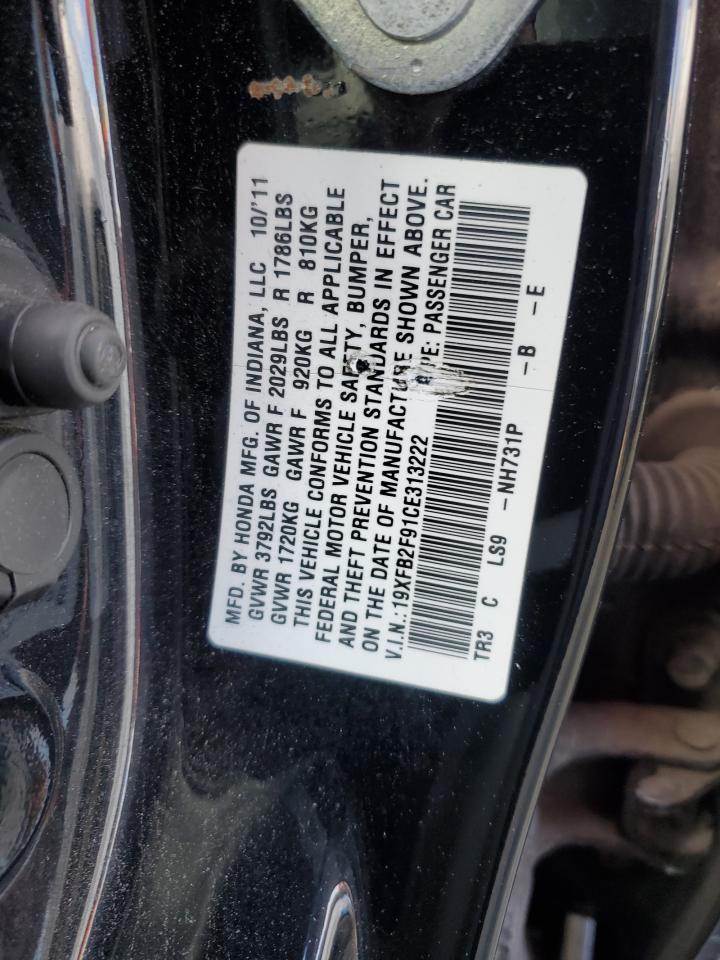 MFD. BY HONDA MFG. OF INDIANA, LLC 10/'11
GVWR 3792LBS GAWR F 2029LBS R 1786LBS
GVWR 1720KG GAWR F 920KG R 810KG
THIS VEHICLE CONFORMS TO ALL APPLICABLE
FEDERAL MOTOR VEHICLE SAFETY, BUMPER,
AND THEFT PREVENTION STANDARDS IN EFFECT
ON THE DATE OF MANUFACTURE SHOWN ABOVE.
V.I.N.:19XFB2F91CE313222 PE: PASSENGER CAR
TR3 C LS9 -NH731P -B -E